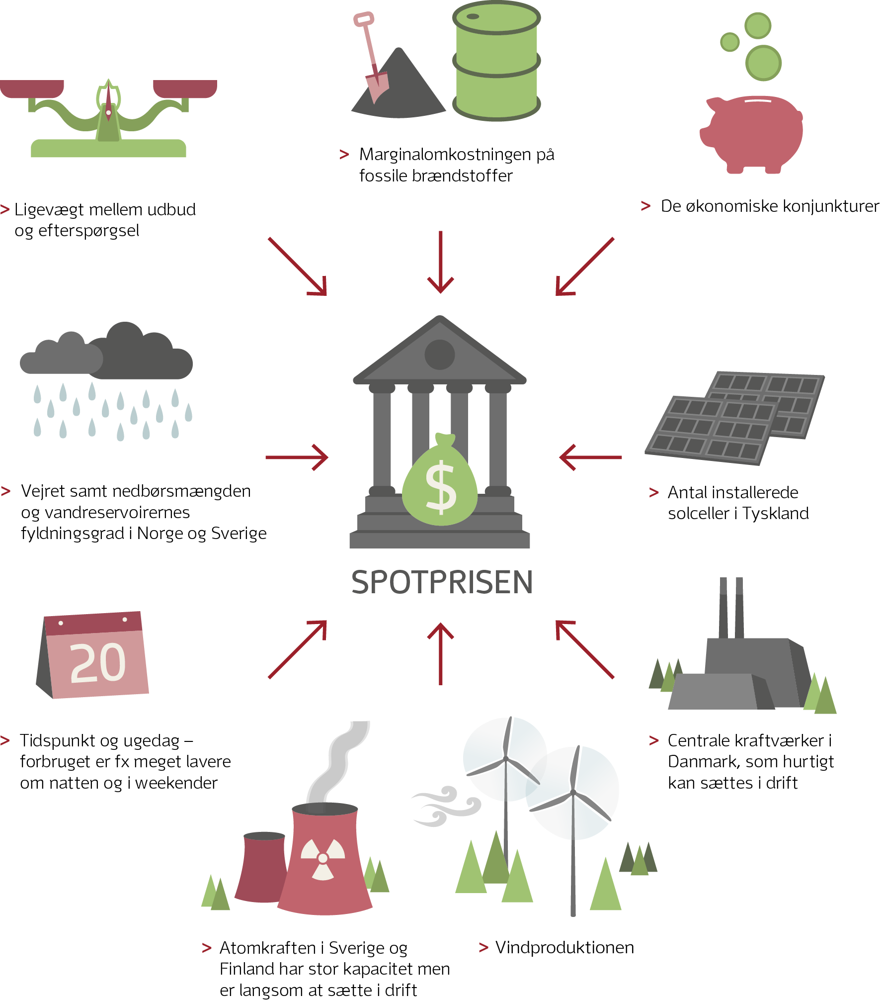 > Marginalomkostningen på
fossile brændstoffer
> De økonomiske konjunkturer
> Ligevægt mellem udbud
og efterspørgsel
$
> Vejret samt nedbørsmængden
og vandreservoirernes
fyldningsgrad i Norge og Sverige
> Antal installerede
solceller i Tyskland
SPOTPRISEN
20
> Tidspunkt og ugedag –
forbruget er fx meget lavere
om natten og i weekender
> Centrale kraftværker i
Danmark, som hurtigt
kan sættes i drift
> Atomkraften i Sverige og
Finland har stor kapacitet men
er langsom at sætte i drift
> Vindproduktionen